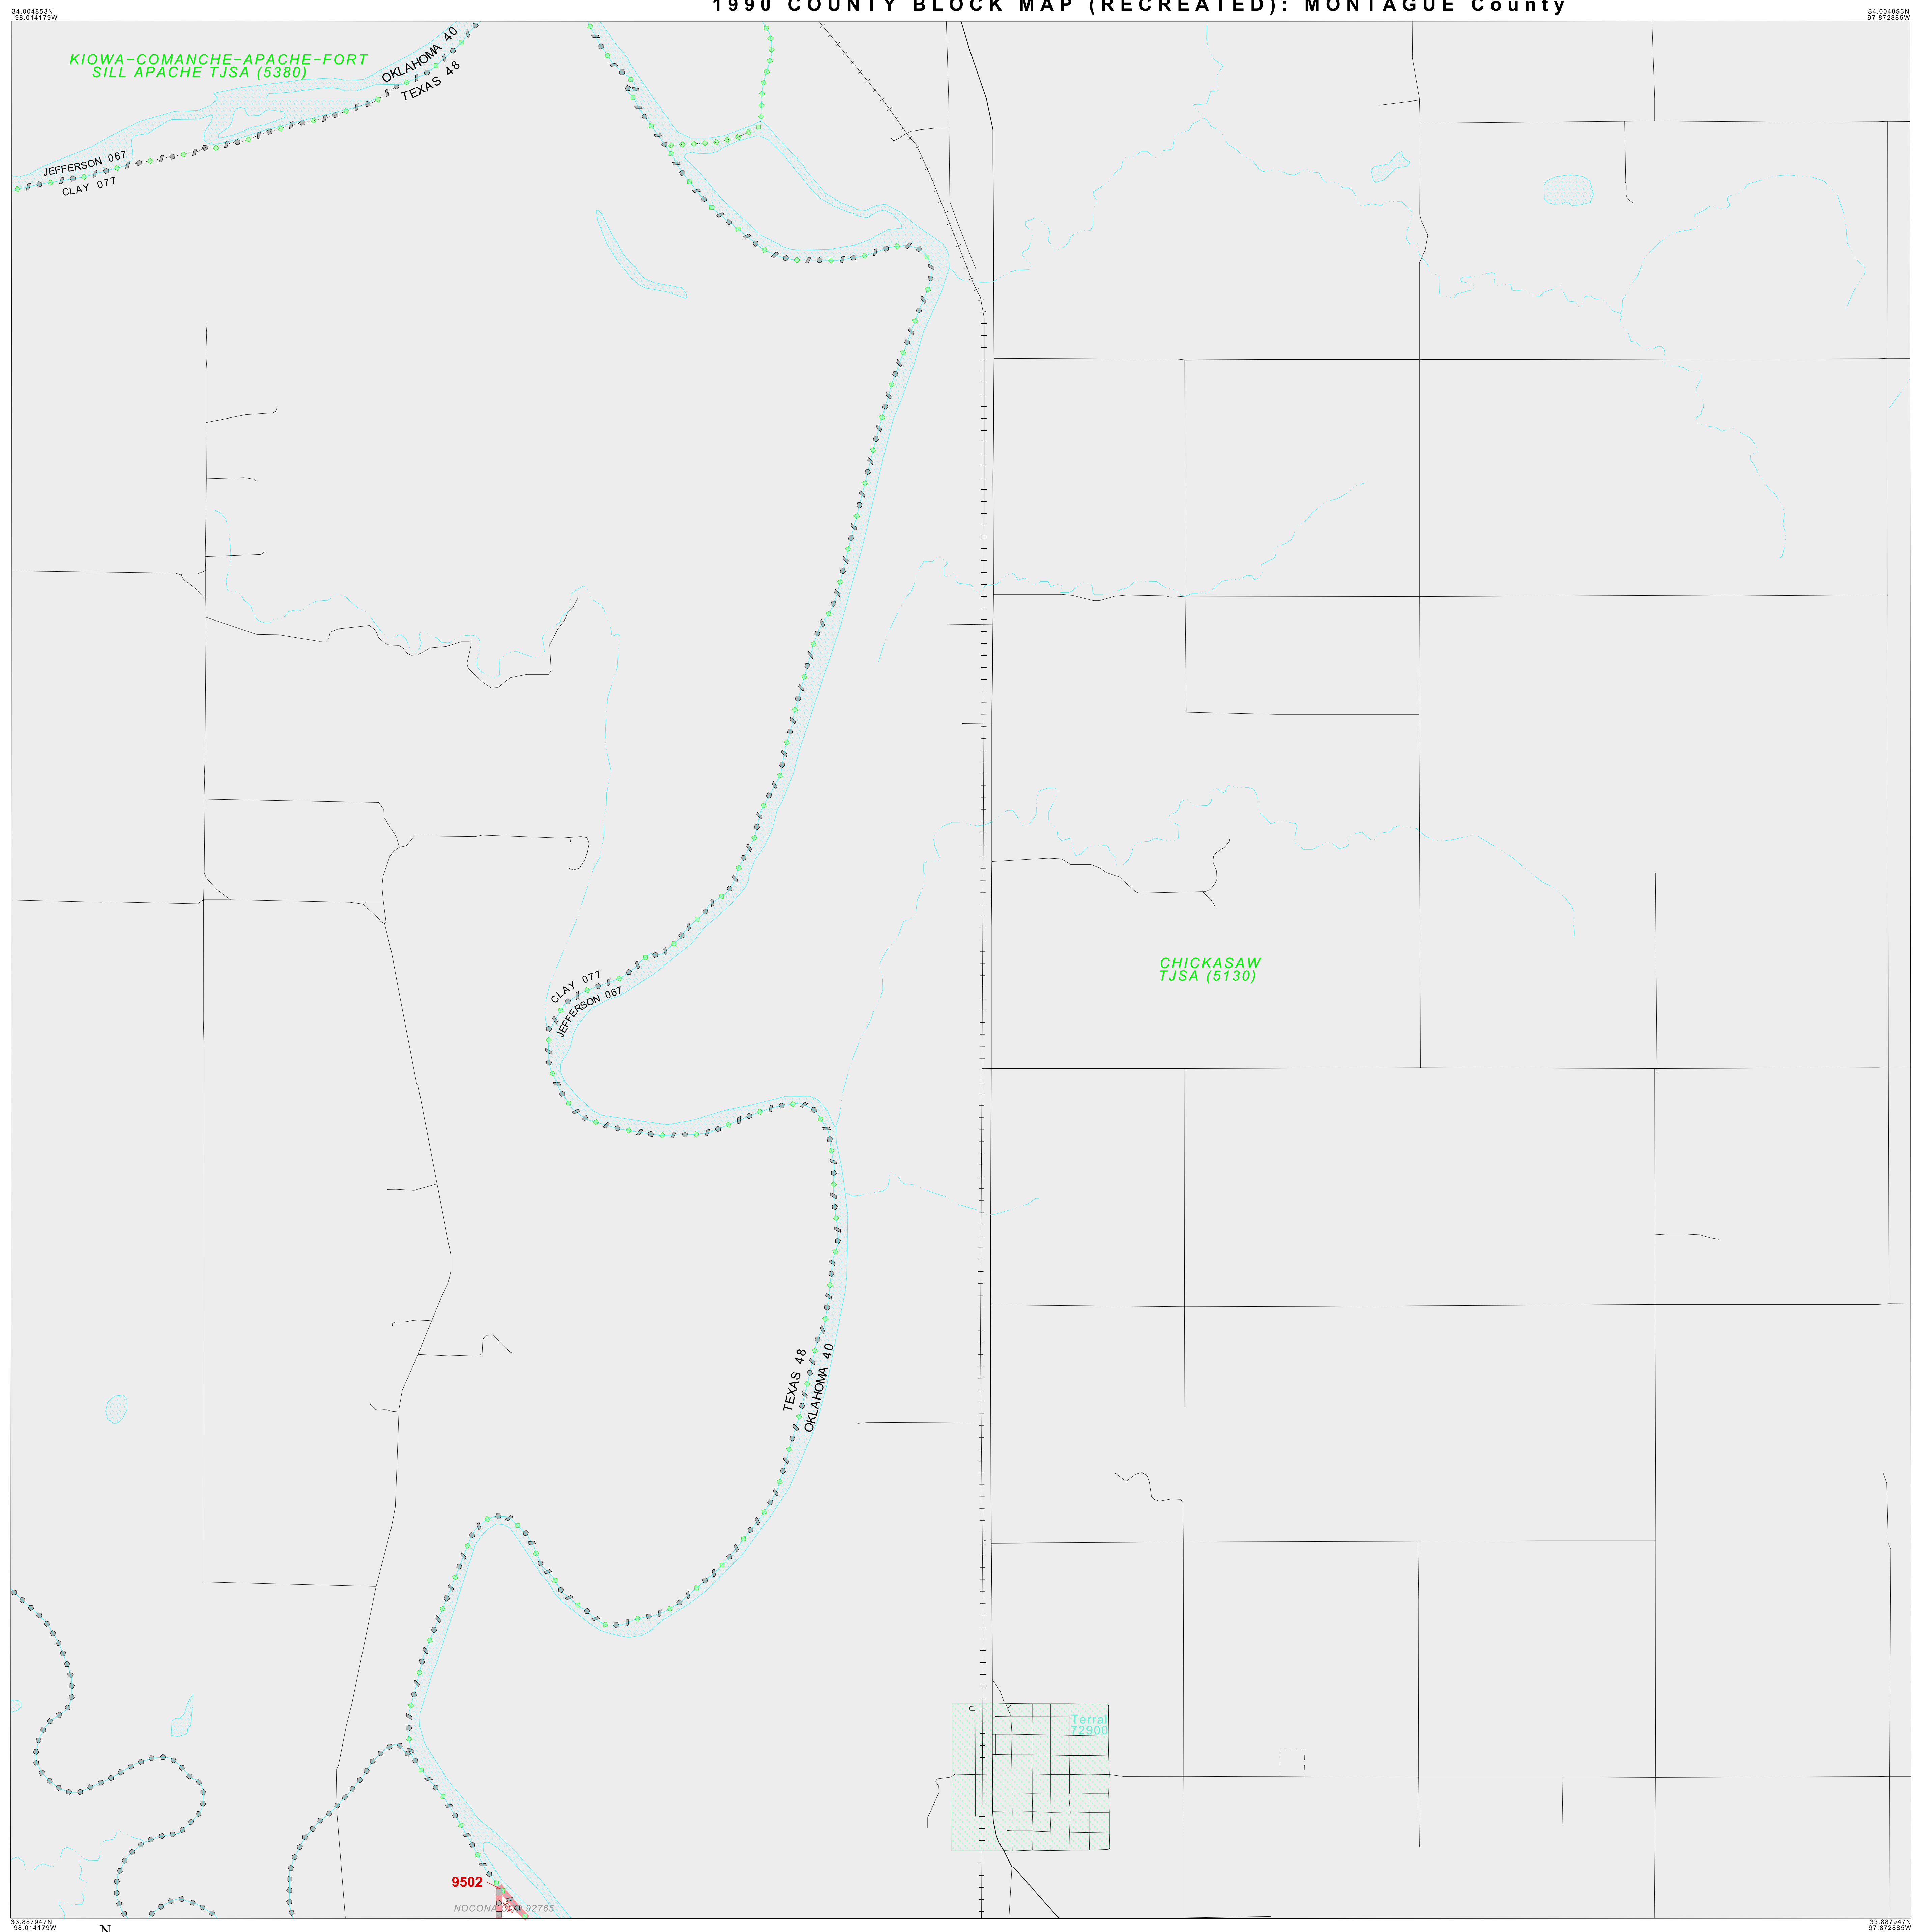 1990 COUNTY BLOCK MAP (RECREATED): MONTAGUE County
34.004853N
98.014179W
34.004853N
97.872885W
KIOWA-COMANCHE-APACHE-FORT
SILL APACHE TJSA (5380)
OKLAHOMA 40
TEXAS 48
JEFFERSON 067
CLAY 077
CHICKASAW
TJSA (5130)
CLAY 077
JEFFERSON 067
TEXAS 48
OKLAHOMA 40
Terral
72900
9502
NOCONA 92765
33.887947N
98.014179W
N
33.887947N
97.872885W